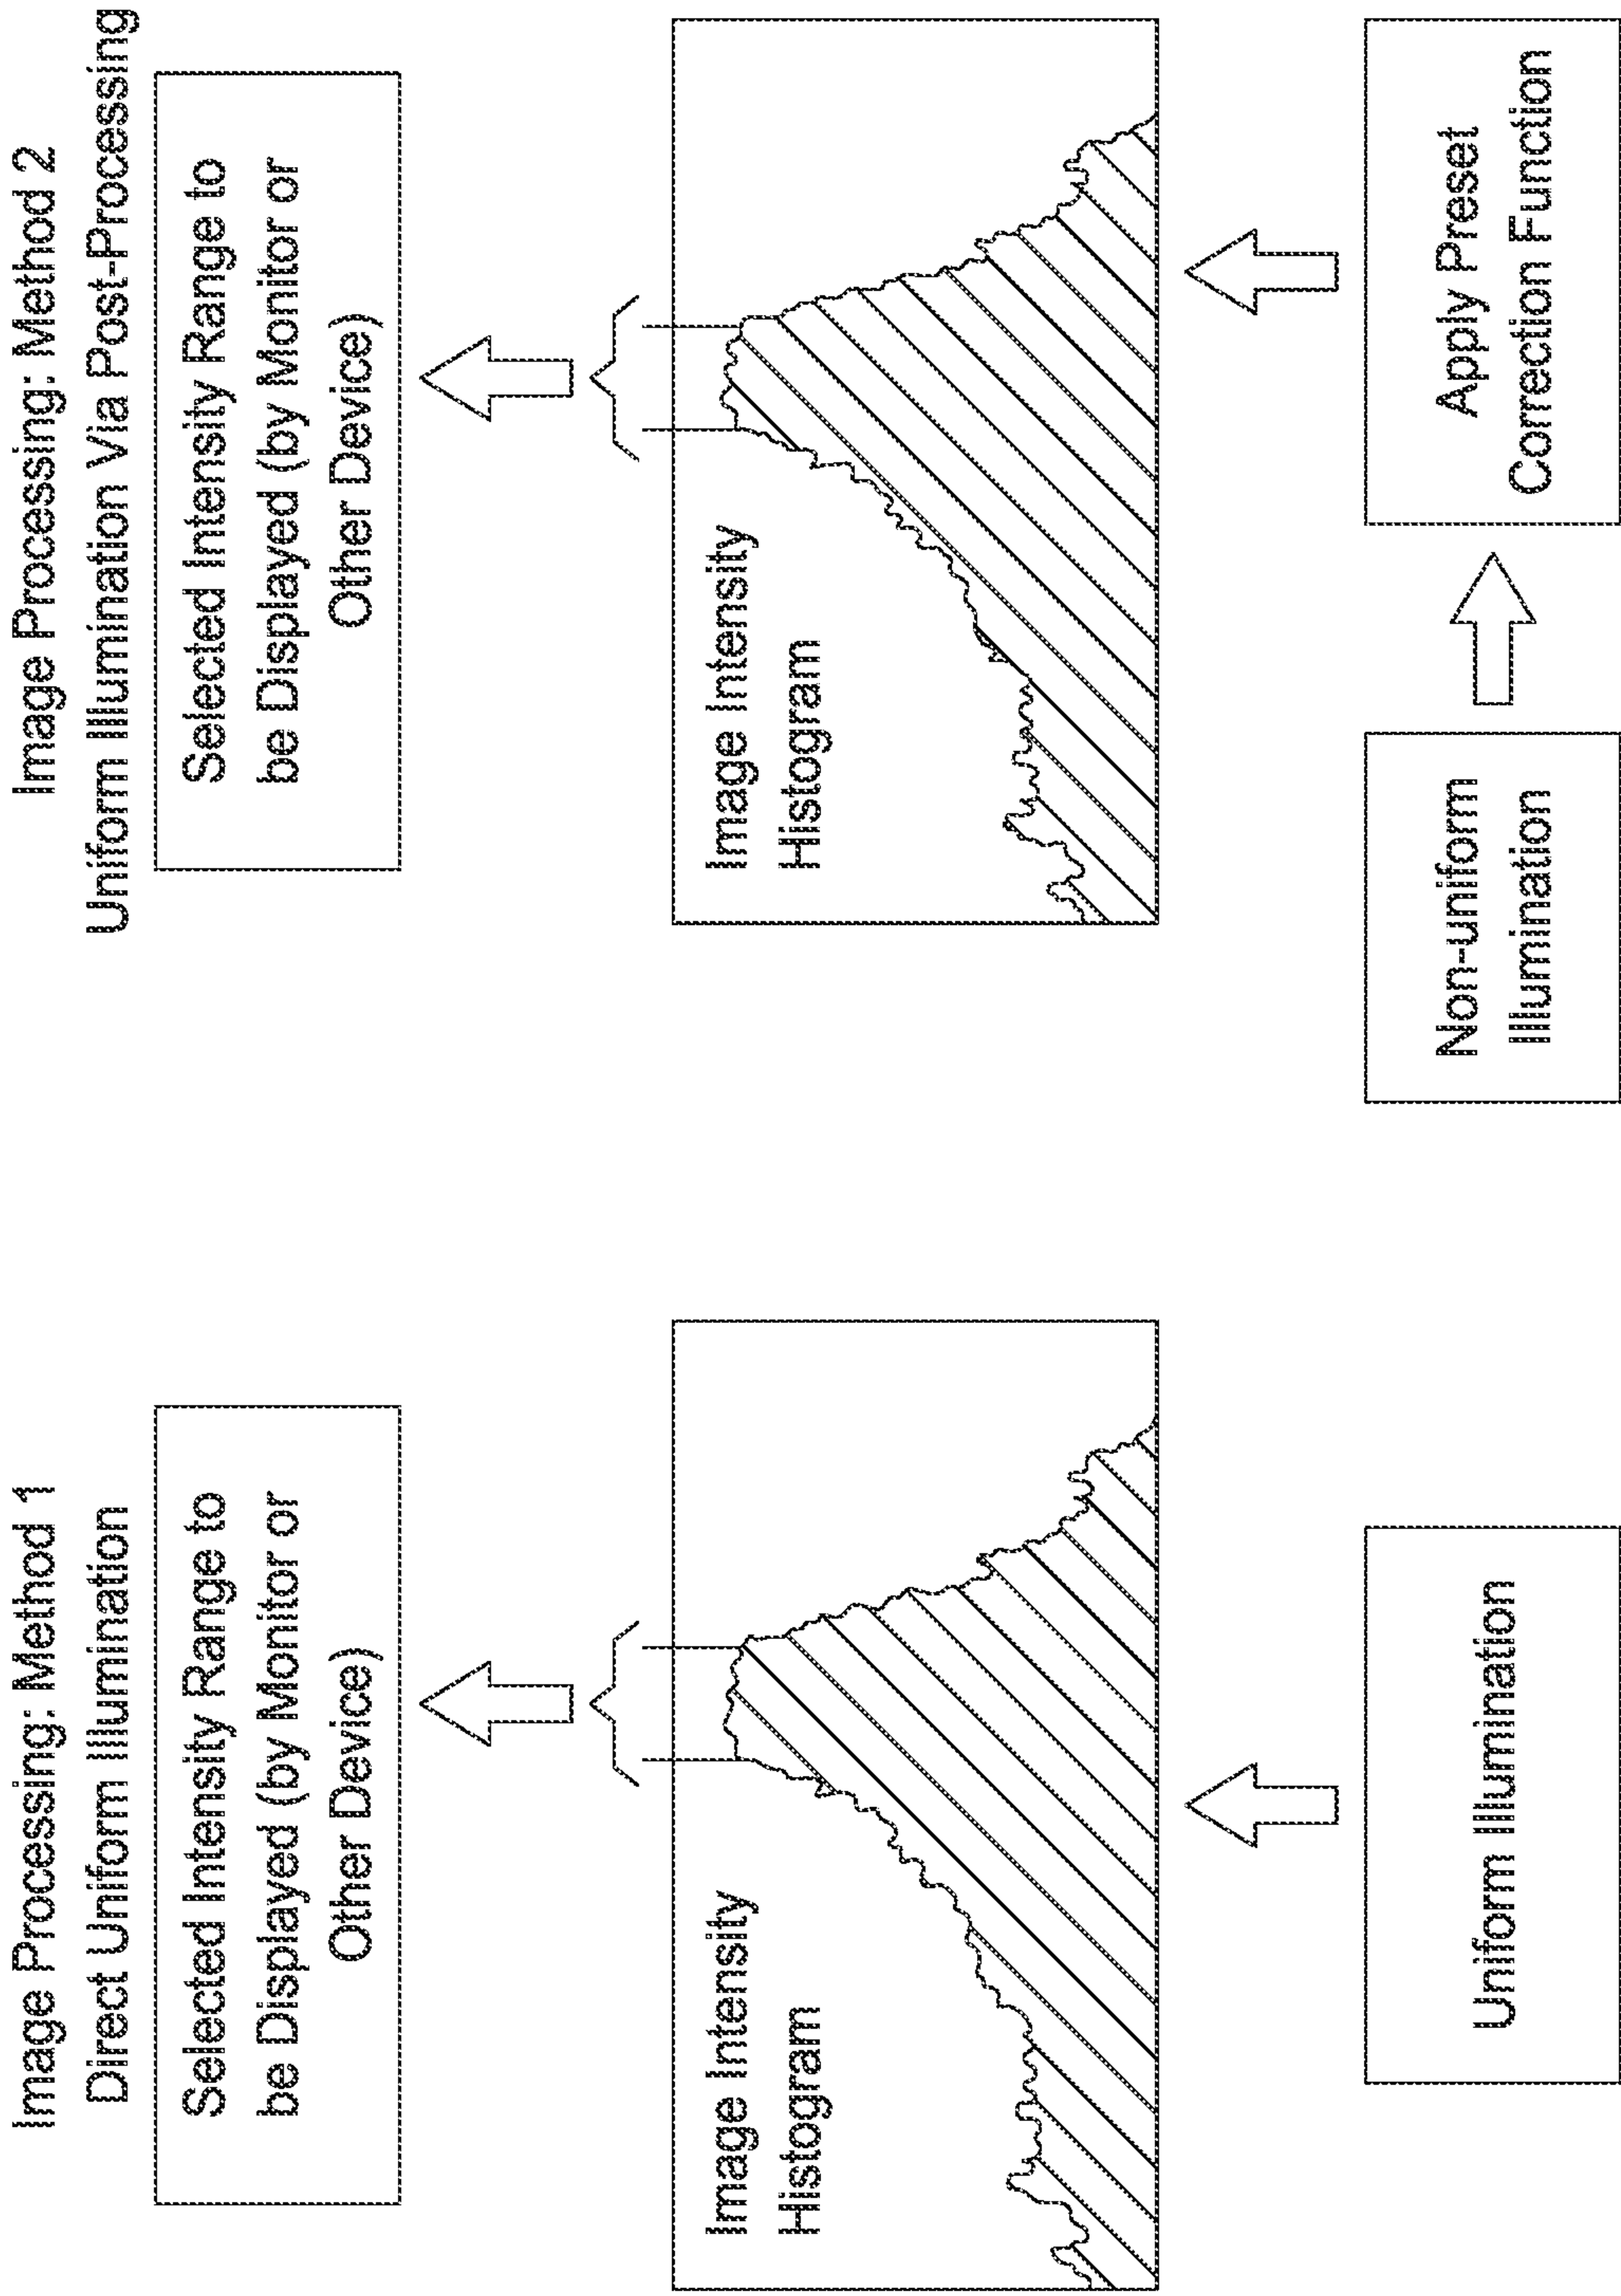 Image Processing: Method 1
Direct Uniform Illumination
Selected Intensity Range to
be Displayed (by Monitor or
Other Device)
Image Intensity
Histogram
Uniform Illumination
Image Processing: Method 2
Uniform Illumination Via Post-Processing
Selected Intensity Range to
be Displayed (by Monitor or
Other Device)
Image Intensity
Histogram
Non-uniform
Illumination
Apply Preset
Correction Function